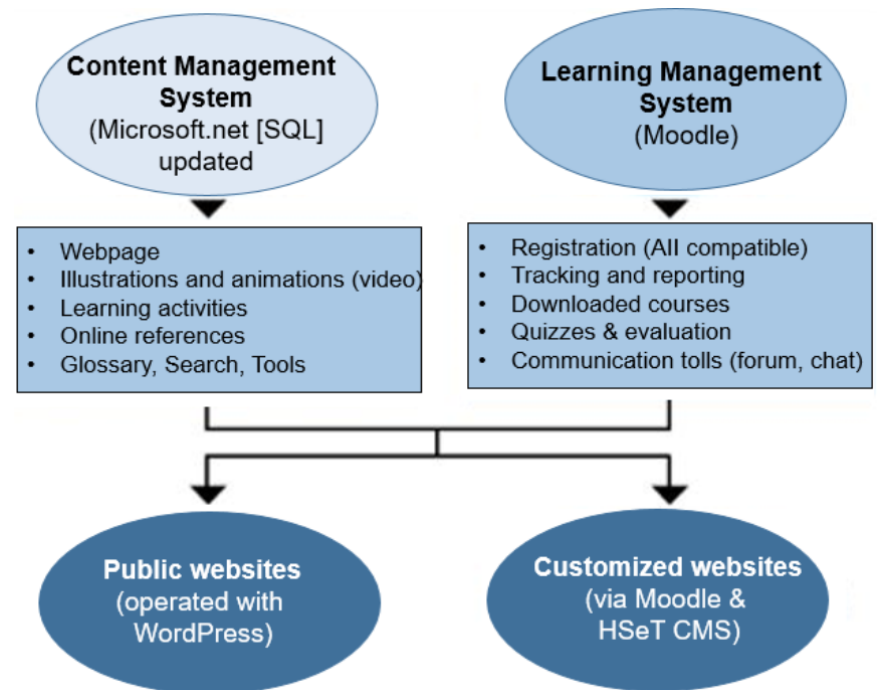 Content Management
System
(Microsoft.net [SQL]
updated
Learning Management
System
(Moodle)
• Webpage
• Illustrations and animations (video)
• Learning activities
• Online references
• Glossary, Search, Tools
• Registration (All compatible)
• Tracking and reporting
• Downloaded courses
• Quizzes & evaluation
• Communication tolls (forum, chat)
Public websites
(operated with
WordPress)
Customized websites
(via Moodle &
HSeT CMS)